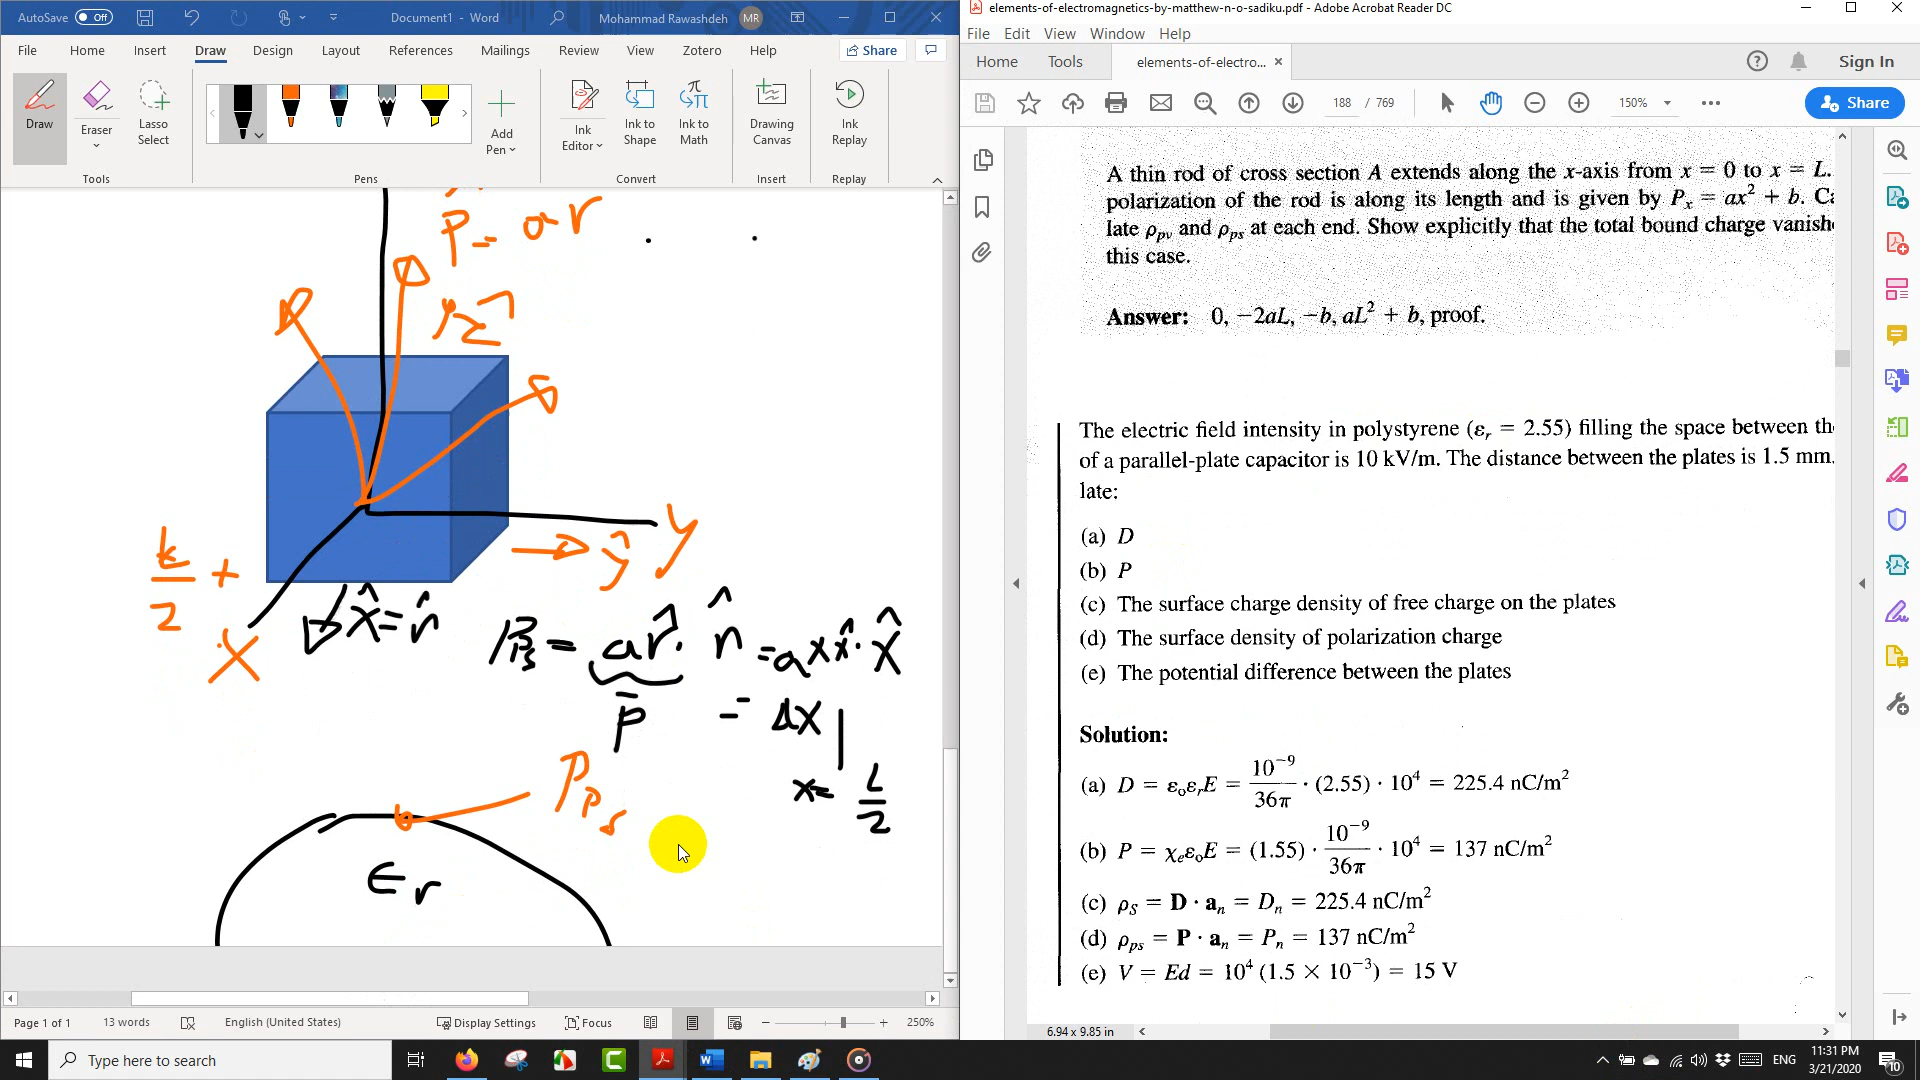 AutoSave Off Document1 - Word Mohammad Rawashdeh MR
File Home Insert Draw Design Layout References Mailings Review View Zotero Help Share
Draw
Eraser
Lasso Select
Add Pen
Ink Editor
Ink to Shape
Ink to Math
Drawing Canvas
Ink Replay
Tools Pens Convert Insert Replay
P = a r
y
k/2 +
x
x̂ = n̂
ŷ
ρps = a r̂ · n̂ = a x x̂ · x̂
P̄ = ax |
x = L/2
ρps
εr
Page 1 of 1 13 words English (United States) Display Settings Focus 250%
elements-of-electromagnetics-by-matthew-n-o-sadiku.pdf - Adobe Acrobat Reader DC
File Edit View Window Help
Home Tools elements-of-electro... × Sign In
188 / 769 150% Share
A thin rod of cross section A extends along the x-axis from x = 0 to x = L.
polarization of the rod is along its length and is given by Pₓ = ax² + b. Ca
late ρpv and ρps at each end. Show explicitly that the total bound charge vanish
this case.
Answer: 0, −2aL, −b, aL² + b, proof.
The electric field intensity in polystyrene (εr = 2.55) filling the space between th
of a parallel-plate capacitor is 10 kV/m. The distance between the plates is 1.5 mm.
late:
(a) D
(b) P
(c) The surface charge density of free charge on the plates
(d) The surface density of polarization charge
(e) The potential difference between the plates
Solution:
(a) D = εoεrE = 10⁻⁹/36π · (2.55) · 10⁴ = 225.4 nC/m²
(b) P = χeεoE = (1.55) · 10⁻⁹/36π · 10⁴ = 137 nC/m²
(c) ρS = D · an = Dn = 225.4 nC/m²
(d) ρps = P · an = Pn = 137 nC/m²
(e) V = Ed = 10⁴ (1.5 × 10⁻³) = 15 V
6.94 x 9.85 in
Type here to search
ENG
11:31 PM
3/21/2020
10